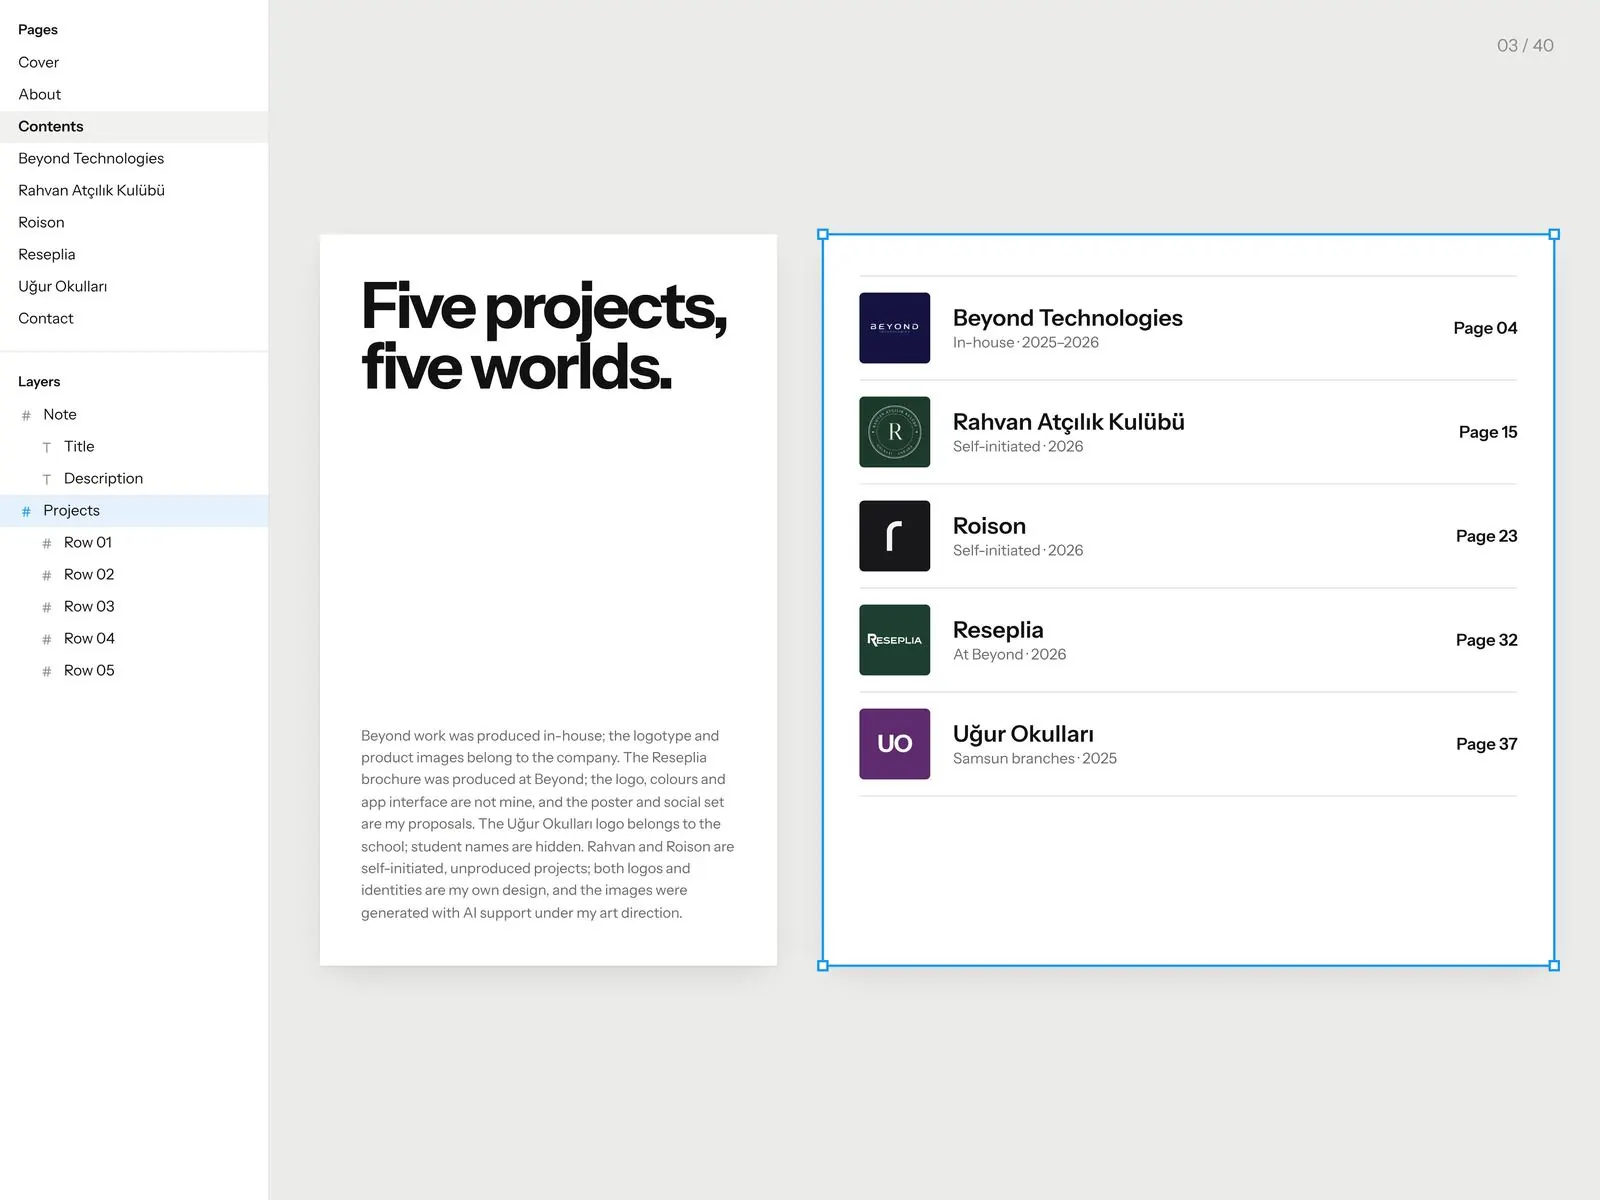 Pages
Cover
About
Contents
Beyond Technologies
Rahvan Atçılık Kulübü
Roison
Reseplia
Uğur Okulları
Contact
Layers
# Note
T Title
T Description
# Projects
# Row 01
# Row 02
# Row 03
# Row 04
# Row 05
03 / 40
Five projects,
five worlds.
Beyond work was produced in-house; the logotype and
product images belong to the company. The Reseplia
brochure was produced at Beyond; the logo, colours and
app interface are not mine, and the poster and social set
are my proposals. The Uğur Okulları logo belongs to the
school; student names are hidden. Rahvan and Roison are
self-initiated, unproduced projects; both logos and
identities are my own design, and the images were
generated with AI support under my art direction.
BEYOND
Beyond Technologies
In-house · 2025–2026
Page 04
R
Rahvan Atçılık Kulübü
Self-initiated · 2026
Page 15
r
Roison
Self-initiated · 2026
Page 23
RESEPLIA
Reseplia
At Beyond · 2026
Page 32
UO
Uğur Okulları
Samsun branches · 2025
Page 37